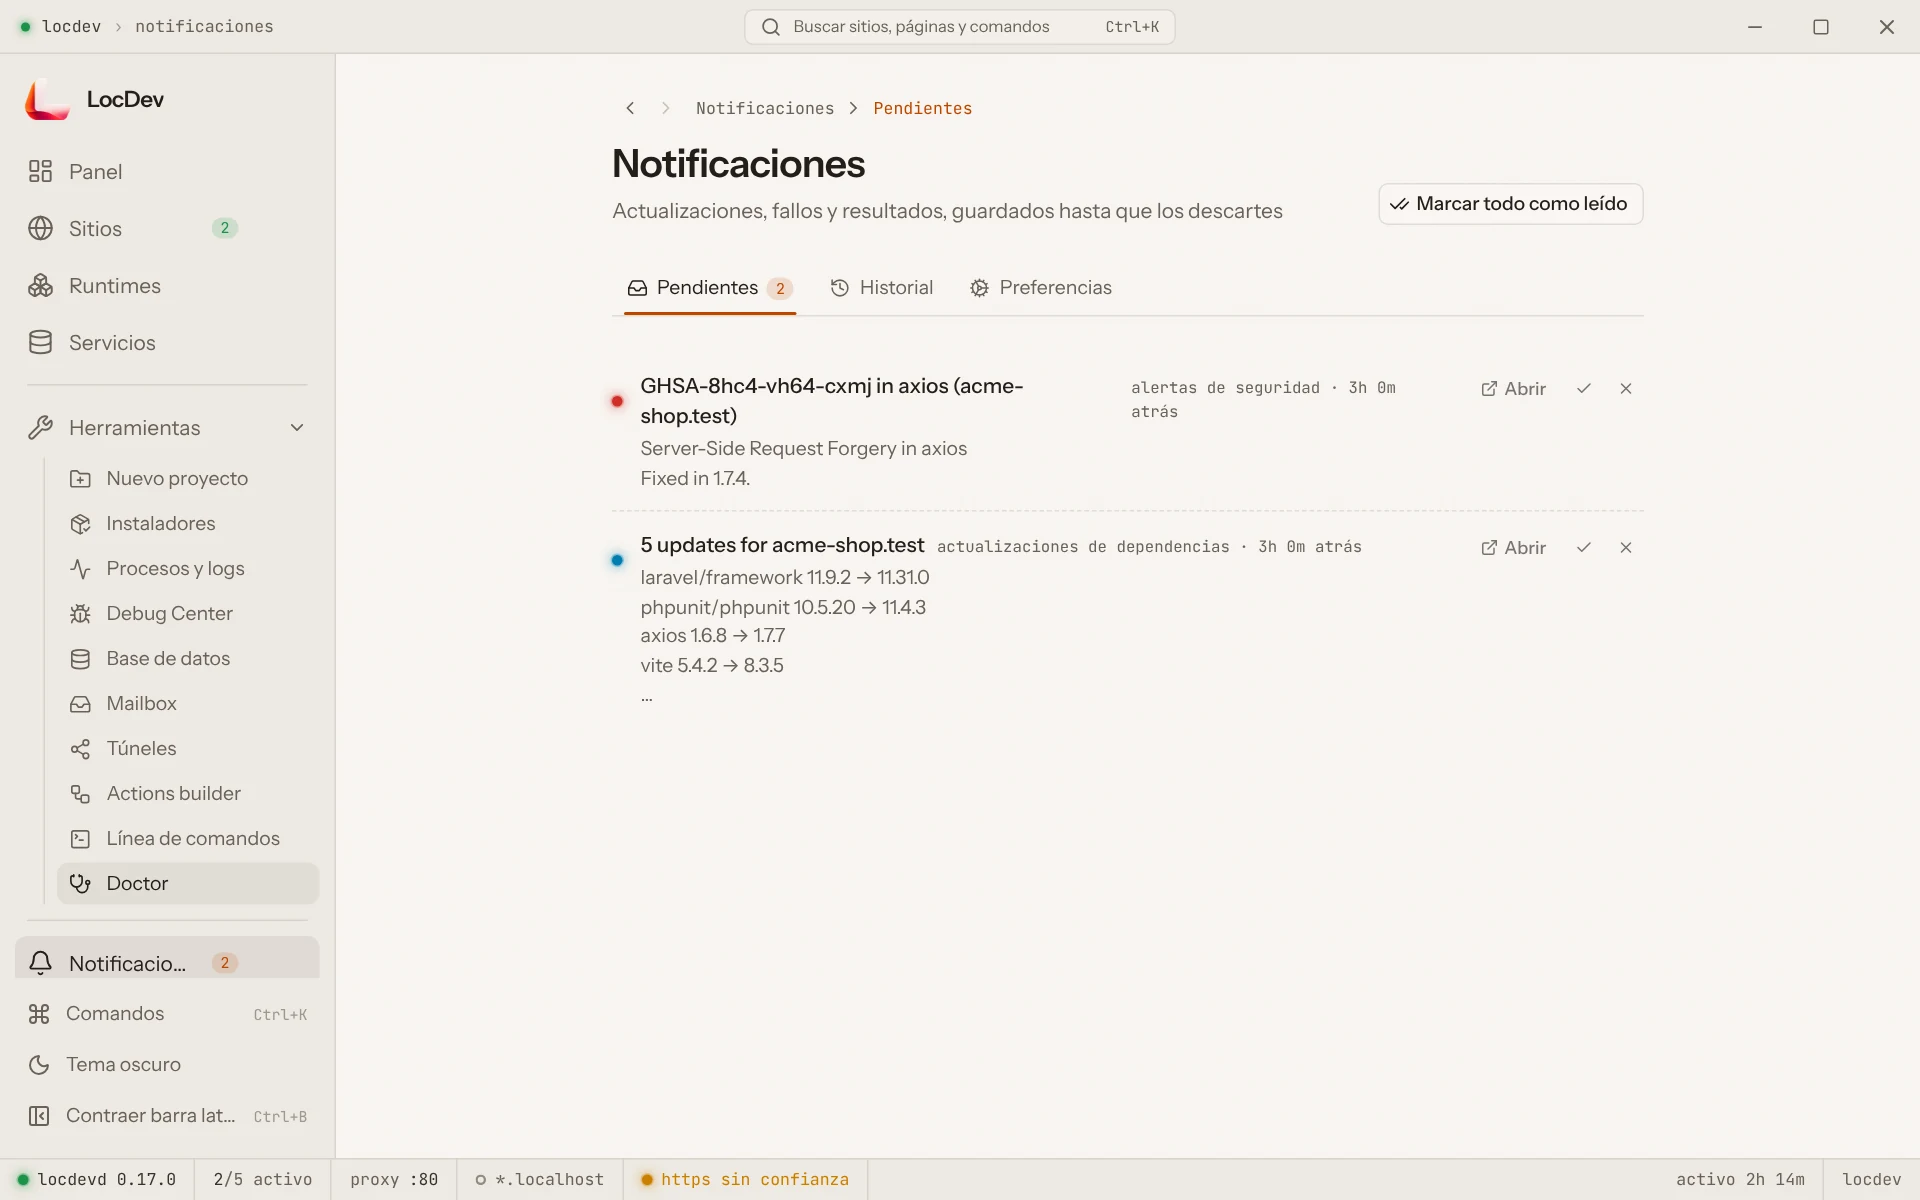 locdev › notificaciones
Buscar sitios, páginas y comandos Ctrl+K
LocDev
Panel
Sitios 2
Runtimes
Servicios
Herramientas
Nuevo proyecto
Instaladores
Procesos y logs
Debug Center
Base de datos
Mailbox
Túneles
Actions builder
Línea de comandos
Doctor
Notificacio... 2
Comandos Ctrl+K
Tema oscuro
Contraer barra lat... Ctrl+B
Notificaciones > Pendientes
Notificaciones
Actualizaciones, fallos y resultados, guardados hasta que los descartes
Marcar todo como leído
Pendientes 2 Historial Preferencias
GHSA-8hc4-vh64-cxmj in axios (acme-
shop.test)
alertas de seguridad · 3h 0m
atrás
Abrir
Server-Side Request Forgery in axios
Fixed in 1.7.4.
5 updates for acme-shop.test actualizaciones de dependencias · 3h 0m atrás Abrir
laravel/framework 11.9.2 → 11.31.0
phpunit/phpunit 10.5.20 → 11.4.3
axios 1.6.8 → 1.7.7
vite 5.4.2 → 8.3.5
...
locdevd 0.17.0 2/5 activo proxy :80 *.localhost https sin confianza activo 2h 14m locdev